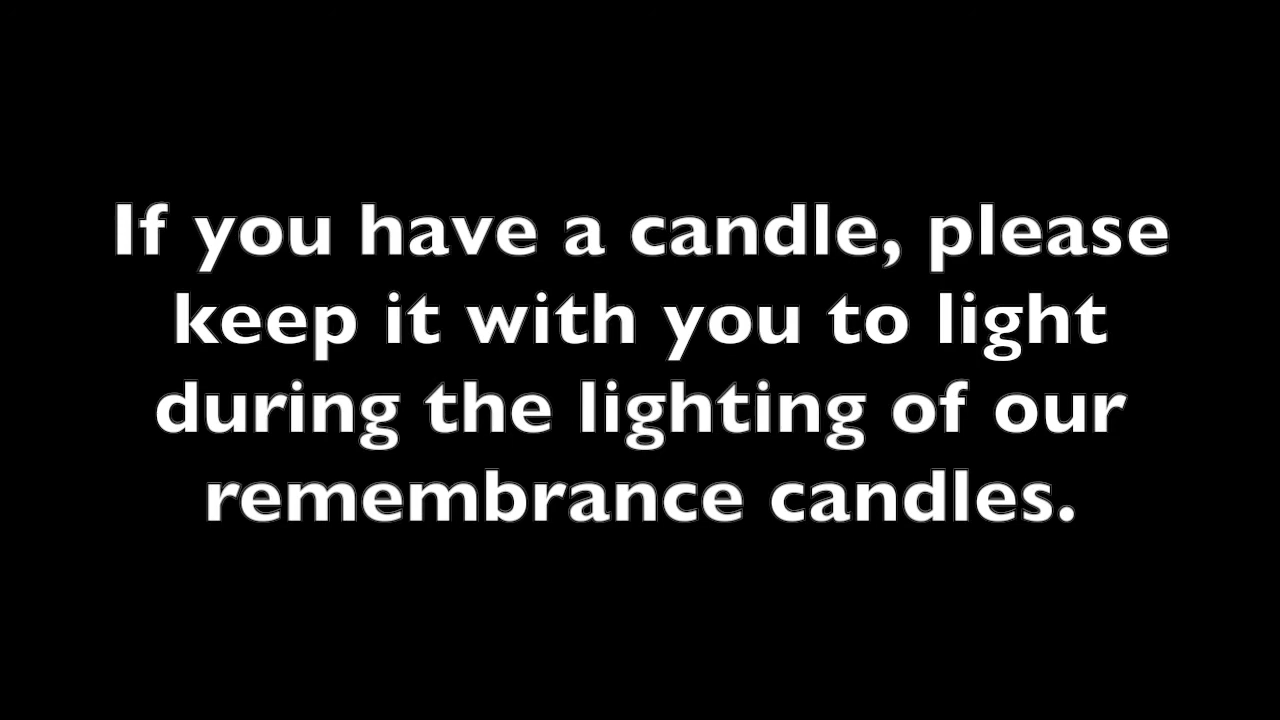 If you have a candle, please
keep it with you to light
during the lighting of our
remembrance candles.